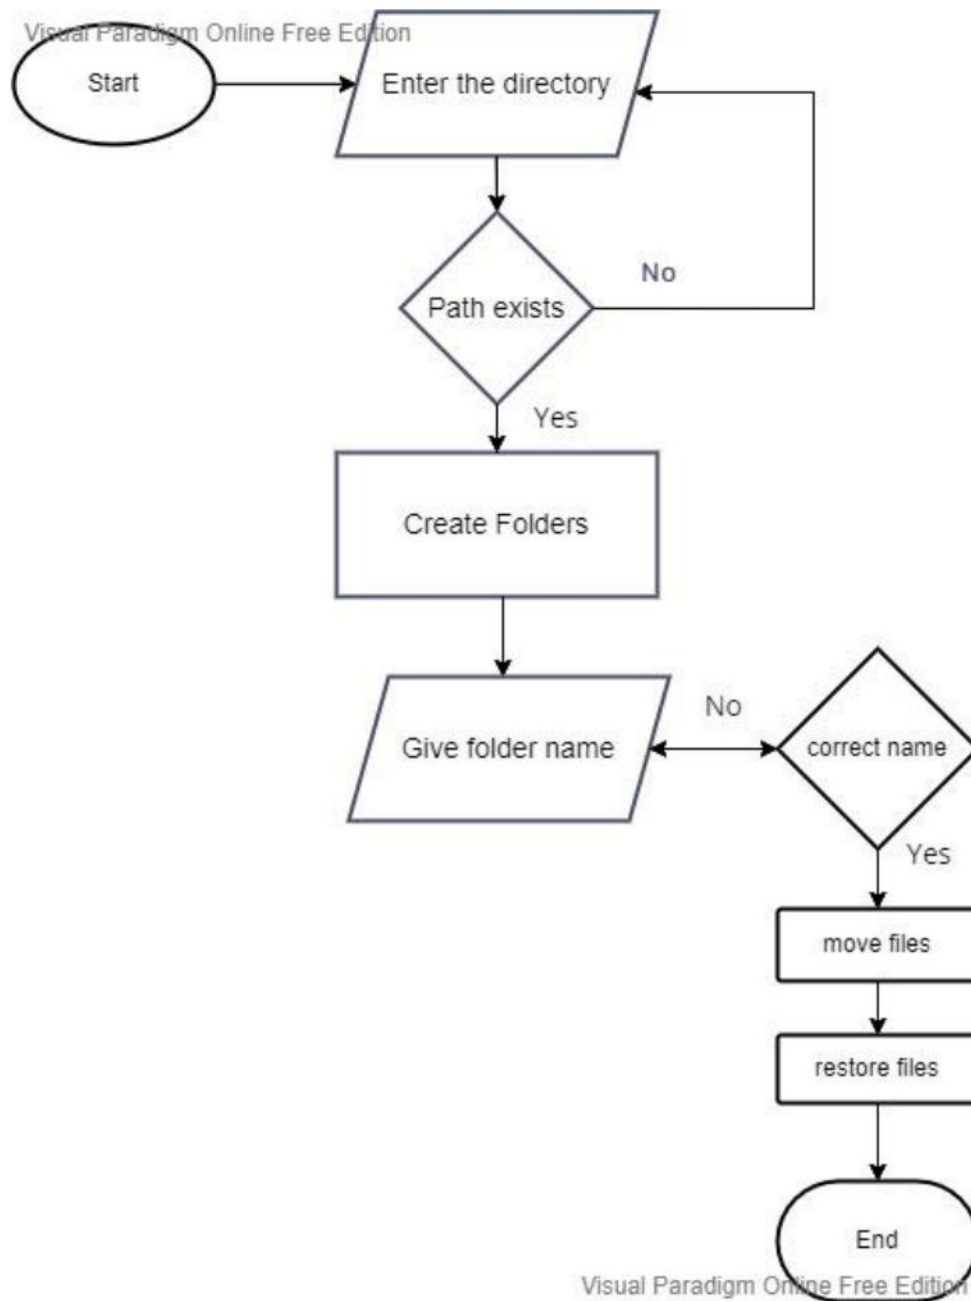 Visual Paradigm Online Free Edition
Start
Enter the directory
No
Path exists
Yes
Create Folders
Give folder name
No
correct name
Yes
move files
restore files
End
Visual Paradigm Online Free Edition